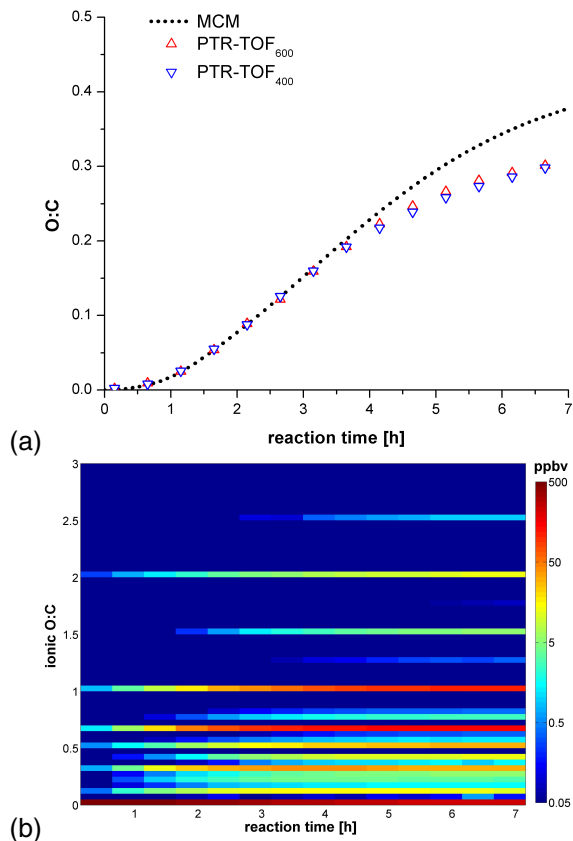 0.5
0.4
0.3
0.2
0.1
0.0
O:C
MCM
PTR-TOF600
PTR-TOF400
0 1 2 3 4 5 6 7
reaction time [h]
(a)
3
2.5
2
1.5
1
0.5
0
ionic O:C
1 2 3 4 5 6 7
reaction time [h]
ppbv
500
50
5
0.5
0.05
(b)